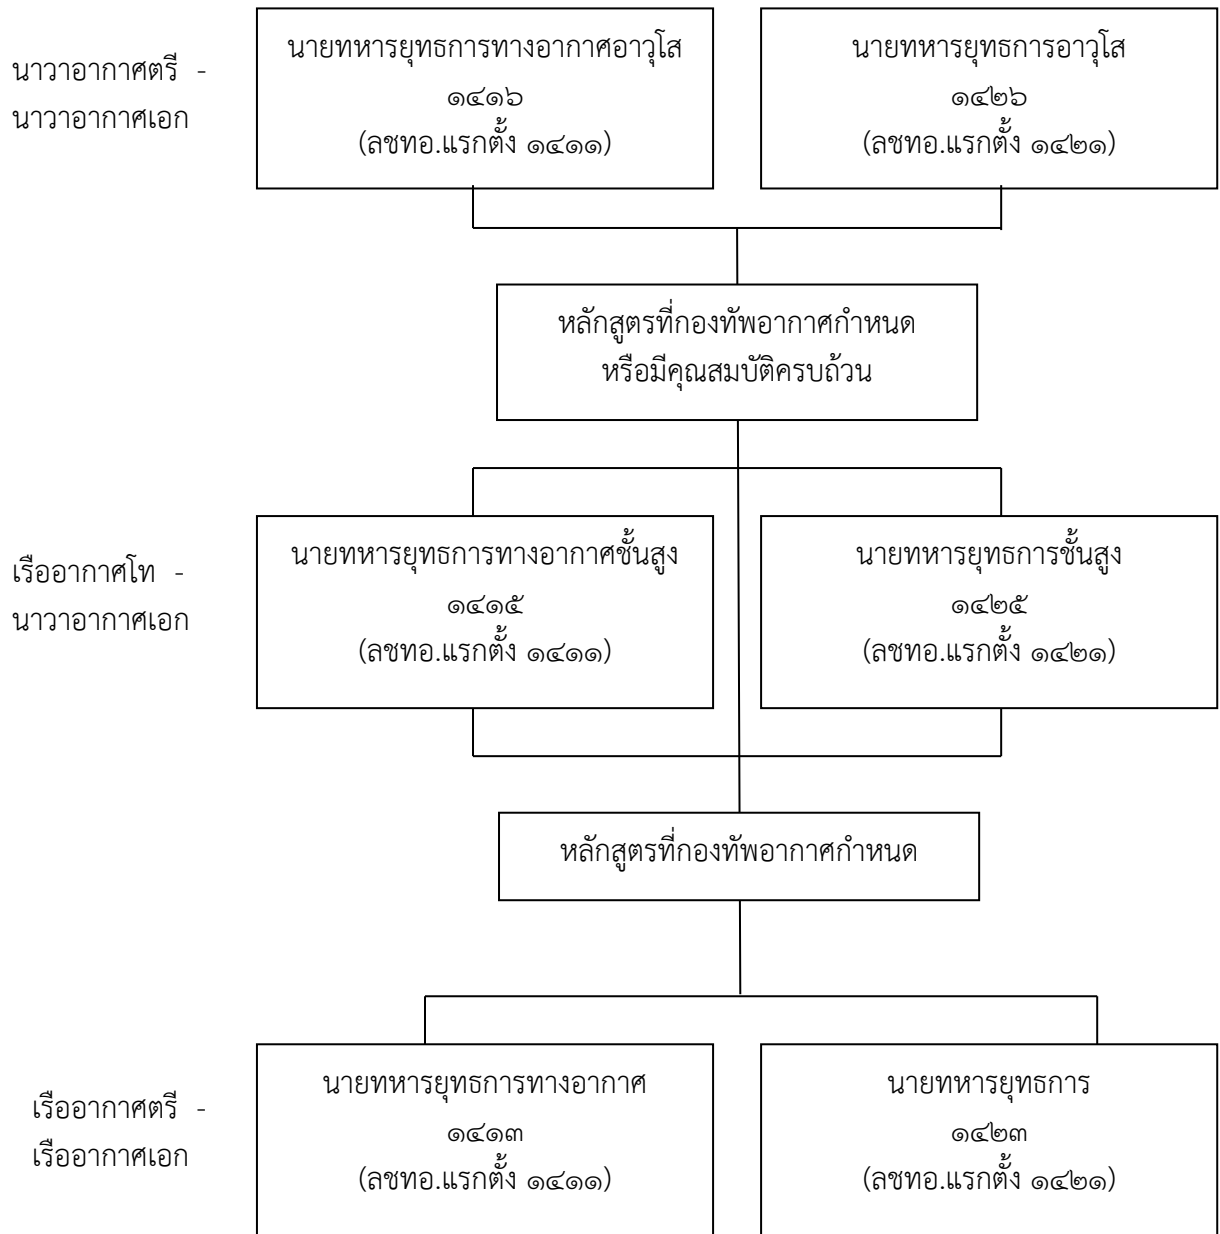 นาวาอากาศตรี -
นาวาอากาศเอก
นายทหารยุทธการทางอากาศอาวุโส
๑๔๑๖
(ลชทอ.แรกตั้ง ๑๔๑๑)
นายทหารยุทธการอาวุโส
๑๔๒๖
(ลชทอ.แรกตั้ง ๑๔๒๑)
หลักสูตรที่กองทัพอากาศกำหนด
หรือมีคุณสมบัติครบถ้วน
เรืออากาศโท -
นาวาอากาศเอก
นายทหารยุทธการทางอากาศชั้นสูง
๑๔๑๕
(ลชทอ.แรกตั้ง ๑๔๑๑)
นายทหารยุทธการชั้นสูง
๑๔๒๕
(ลชทอ.แรกตั้ง ๑๔๒๑)
หลักสูตรที่กองทัพอากาศกำหนด
เรืออากาศตรี -
เรืออากาศเอก
นายทหารยุทธการทางอากาศ
๑๔๑๓
(ลชทอ.แรกตั้ง ๑๔๑๑)
นายทหารยุทธการ
๑๔๒๓
(ลชทอ.แรกตั้ง ๑๔๒๑)